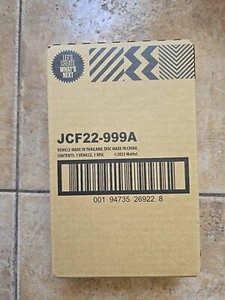 LET'S
CREATE
WHAT'S
NEXT
JCF22-999A
VEHICLE MADE IN THAILAND, DISC MADE IN CHINA.
CONTENTS: 1 VEHICLE, 1 DISC ©2023 Mattel.
001 94735 26922 8